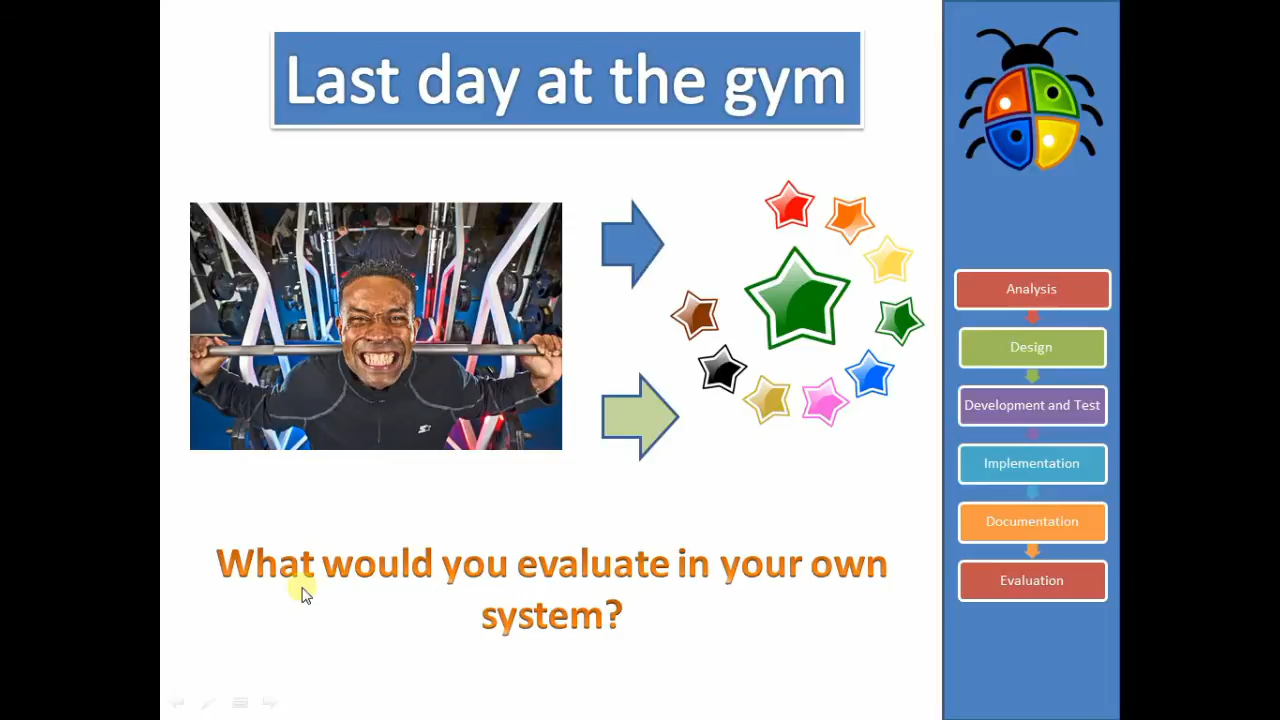 Last day at the gym
What would you evaluate in your own
system?
Analysis
Design
Development and Test
Implementation
Documentation
Evaluation